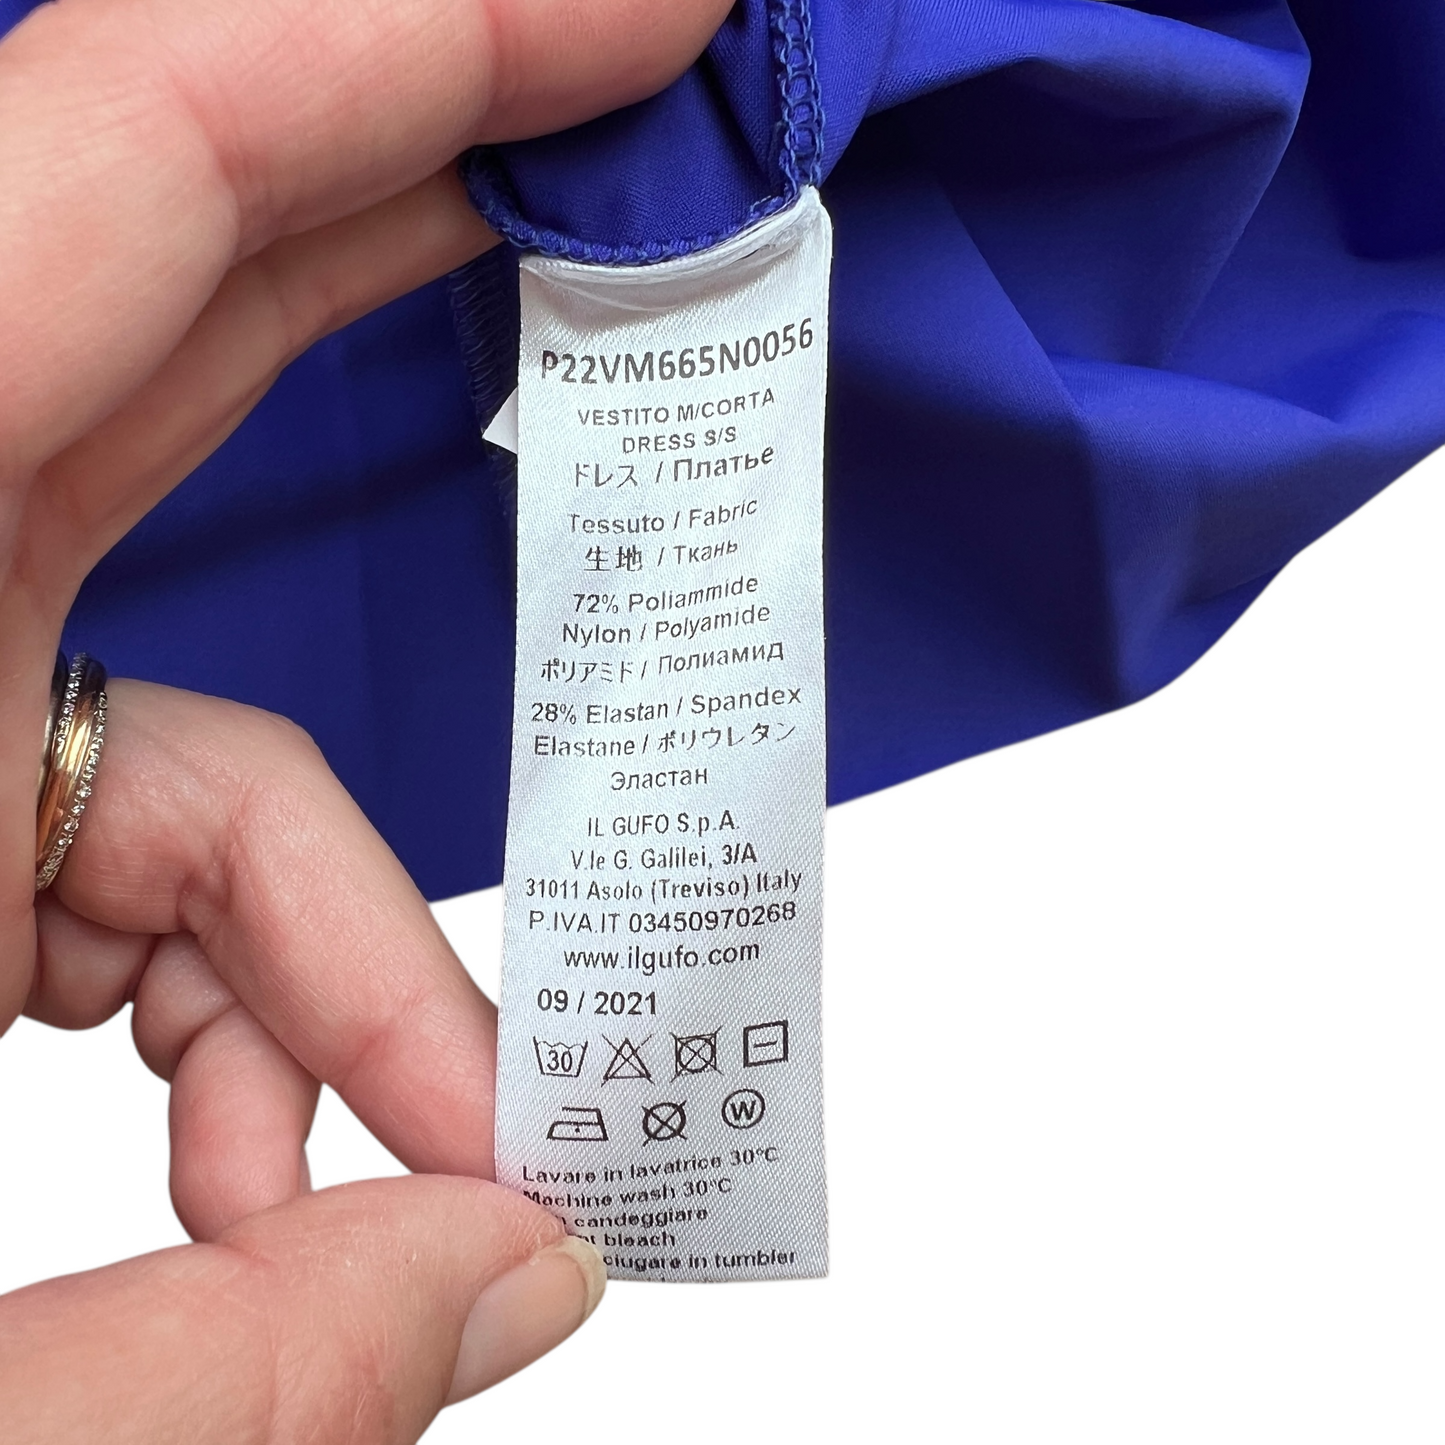 P22VM665N0056
VESTITO M/CORTA
DRESS S/S
ドレス / Платье
Tessuto / Fabric
生地 / Ткань
72% Poliammide
Nylon / Polyamide
ポリアミド / Полиамид
28% Elastan / Spandex
Elastane / ポリウレタン
Эластан
IL GUFO S.p.A.
V.le G. Galilei, 3/A
31011 Asolo (Treviso) Italy
P.IVA.IT 03450970268
www.ilgufo.com
09 / 2021
30
W
Lavare in lavatrice 30°C
Machine wash 30°C
candeggiare
bleach
in tumbler